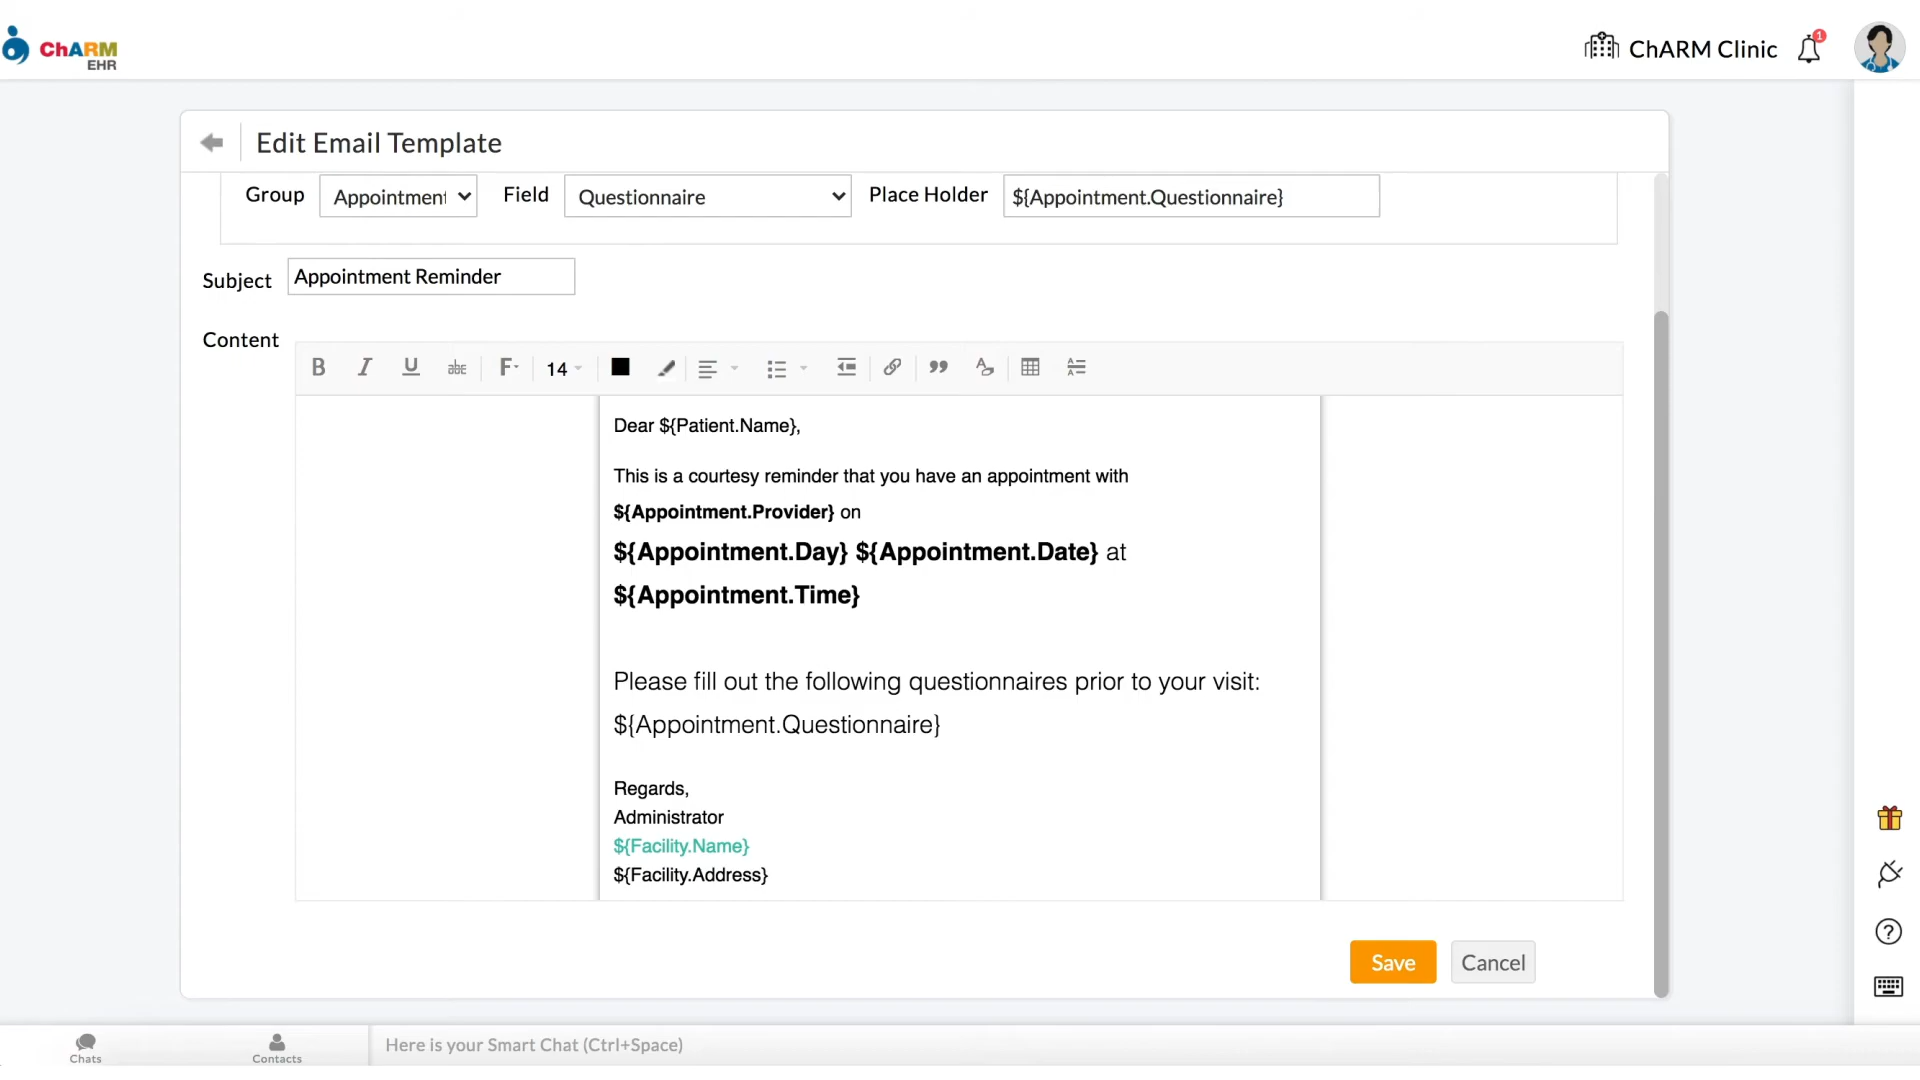 ChARM
EHR
ChARM Clinic
1
Edit Email Template
Group
Appointment
Field
Questionnaire
Place Holder
${Appointment.Questionnaire}
Subject
Appointment Reminder
Content
B I U abc F 14
Dear ${Patient.Name},
This is a courtesy reminder that you have an appointment with
${Appointment.Provider} on
${Appointment.Day} ${Appointment.Date} at
${Appointment.Time}
Please fill out the following questionnaires prior to your visit:
${Appointment.Questionnaire}
Regards,
Administrator
${Facility.Name}
${Facility.Address}
Save
Cancel
Chats
Contacts
Here is your Smart Chat (Ctrl+Space)